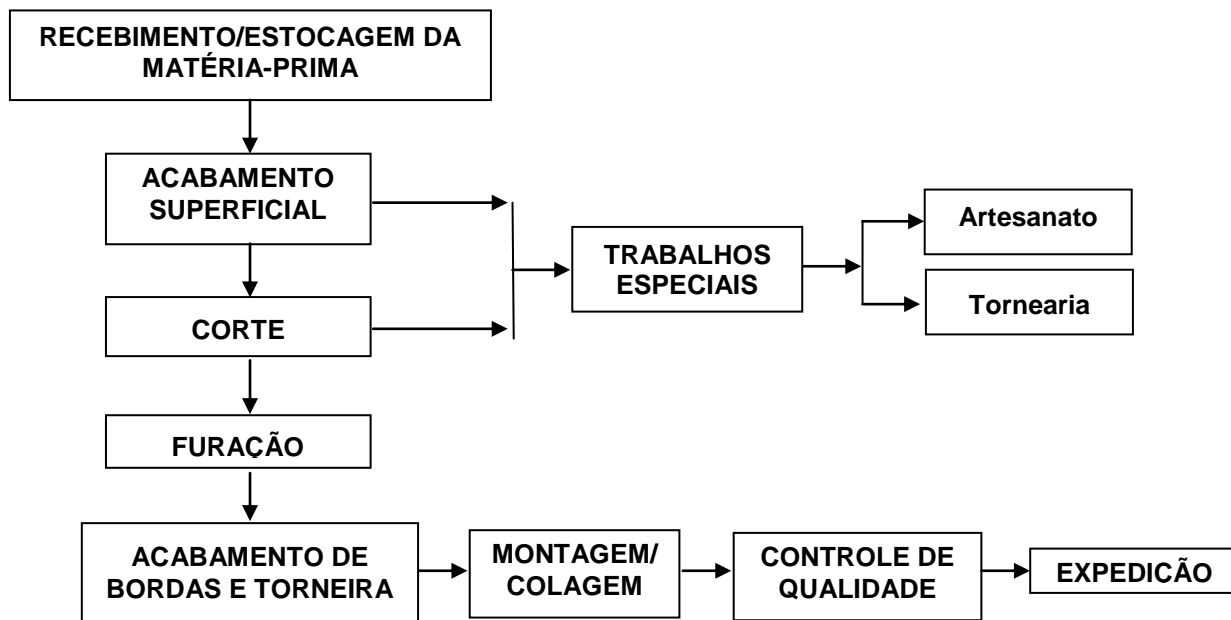 RECEBIMENTO/ESTOCAGEM DA
MATÉRIA-PRIMA
ACABAMENTO
SUPERFICIAL
CORTE
TRABALHOS
ESPECIAIS
Artesanato
Tornearia
FURAÇÃO
ACABAMENTO DE
BORDAS E TORNEIRA
MONTAGEM/
COLAGEM
CONTROLE DE
QUALIDADE
EXPEDIÇÃO